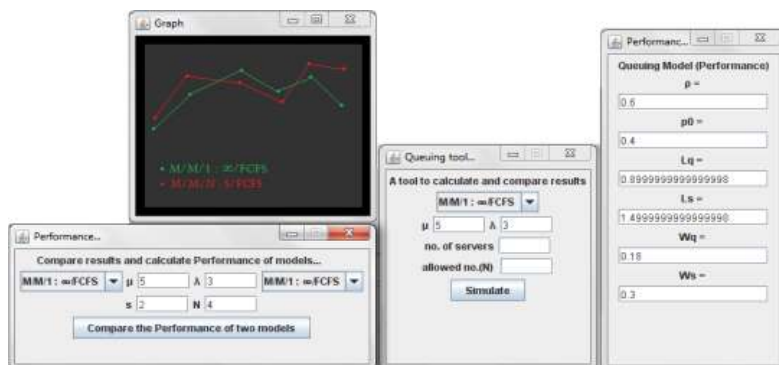 Graph
M/M/1 : ∞/FCFS
M/M/N : s/FCFS
Performance...
Compare results and calculate Performance of models...
M/M/1 : ∞/FCFS μ 5 λ 3 M/M/1 : ∞/FCFS
s 2 N 4
Compare the Performance of two models
Queuing tool...
A tool to calculate and compare results
M/M/1 : ∞/FCFS
μ 5 λ 3
no. of servers
allowed no.(N)
Simulate
Performanc...
Queuing Model (Performance)
ρ =
0.6
p0 =
0.4
Lq =
0.8999999999999998
Ls =
1.4999999999999998
Wq =
0.18
Ws =
0.3